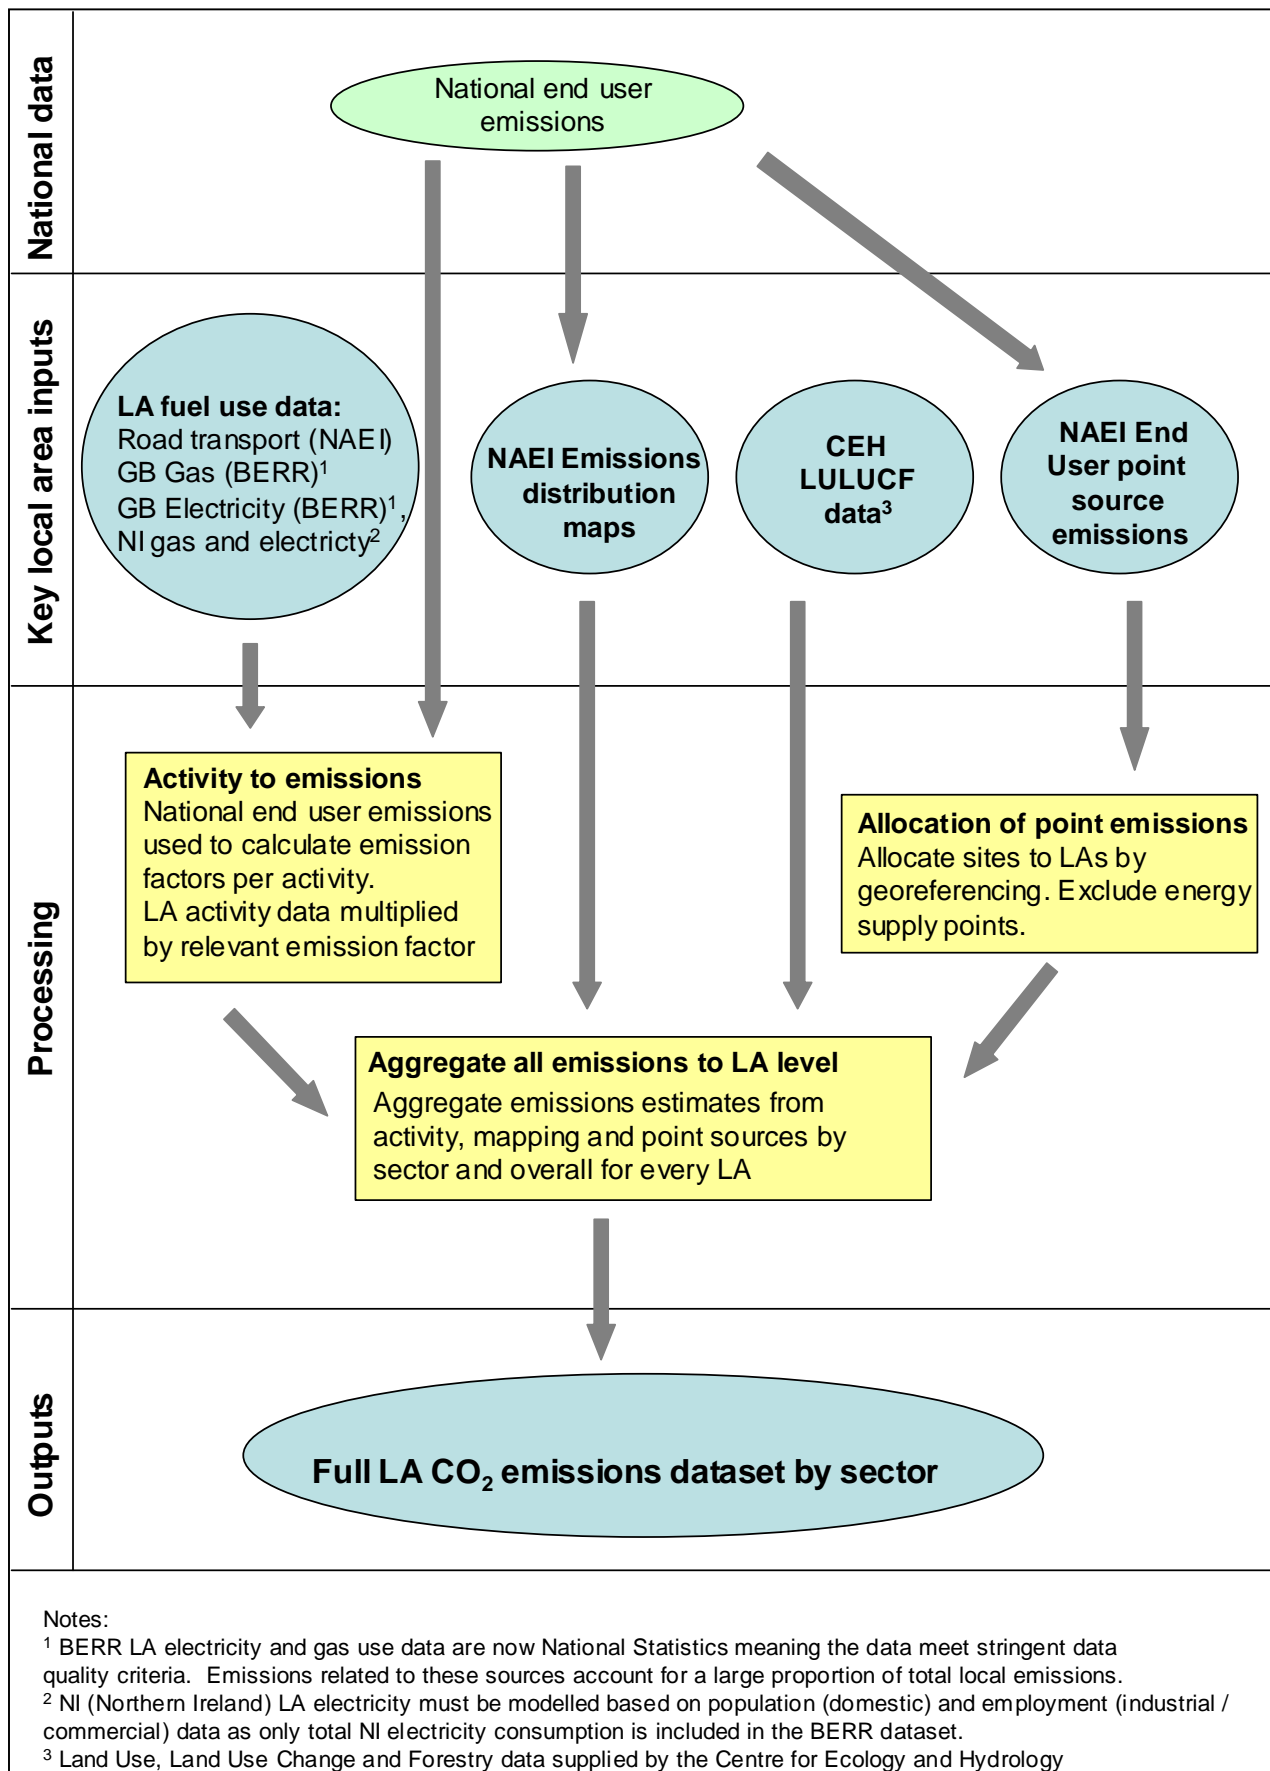 National data
National end user
emissions
Key local area inputs
LA fuel use data:
Road transport (NAEI)
GB Gas (BERR)¹
GB Electricity (BERR)¹,
NI gas and electricty²
NAEI Emissions
distribution
maps
CEH
LULUCF
data³
NAEI End
User point
source
emissions
Processing
Activity to emissions
National end user emissions
used to calculate emission
factors per activity.
LA activity data multiplied
by relevant emission factor
Allocation of point emissions
Allocate sites to LAs by
georeferencing. Exclude energy
supply points.
Aggregate all emissions to LA level
Aggregate emissions estimates from
activity, mapping and point sources by
sector and overall for every LA
Outputs
Full LA CO₂ emissions dataset by sector
Notes:
¹ BERR LA electricity and gas use data are now National Statistics meaning the data meet stringent data
quality criteria.  Emissions related to these sources account for a large proportion of total local emissions.
² NI (Northern Ireland) LA electricity must be modelled based on population (domestic) and employment (industrial /
commercial) data as only total NI electricity consumption is included in the BERR dataset.
³ Land Use, Land Use Change and Forestry data supplied by the Centre for Ecology and Hydrology